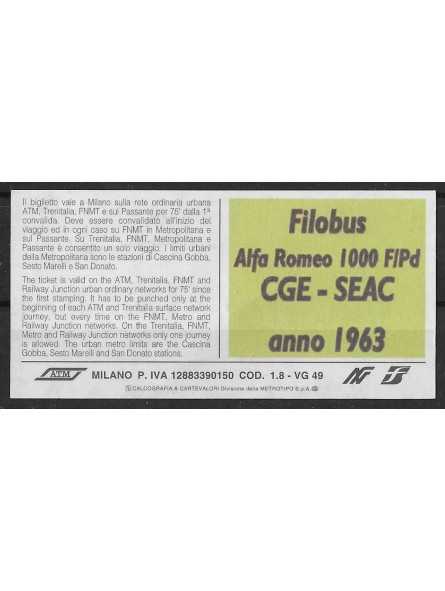 Il biglietto vale a Milano sulla rete ordinaria urbana
ATM, Trenitalia, FNMT e sul Passante per 75' dalla 1ª
convalida. Deve essere convalidato all'inizio del
viaggio ed in ogni caso su FNMT in Metropolitana e
sul Passante. Su Trenitalia, FNMT, Metropolitana e
Passante un solo viaggio consentito. I limiti urbani
della Metropolitana sono le stazioni di Cascina Gobba,
Sesto Marelli e San Donato.
The ticket is valid on the ATM, Trenitalia, FNMT and
Railway Junction urban ordinary networks for 75' since
the first stamping. It has to be punched only at the
beginning of each ATM and Trenitalia surface network
journey, but every time on the FNMT, Metro and
Railway Junction networks. On the Trenitalia, FNMT,
Metro and Railway Junction networks only one journey
is allowed. The urban metro limits are the Cascina
Gobba, Sesto Marelli and San Donato stations.
Filobus
Alfa Romeo 1000 F/Pd
CGE - SEAC
anno 1963
ATM MILANO P. IVA 12883390150 COD. 1.8 - VG 49
CALCOGRAFIA & CARTEVALORI Divisione della METROTIPO S.p.A.